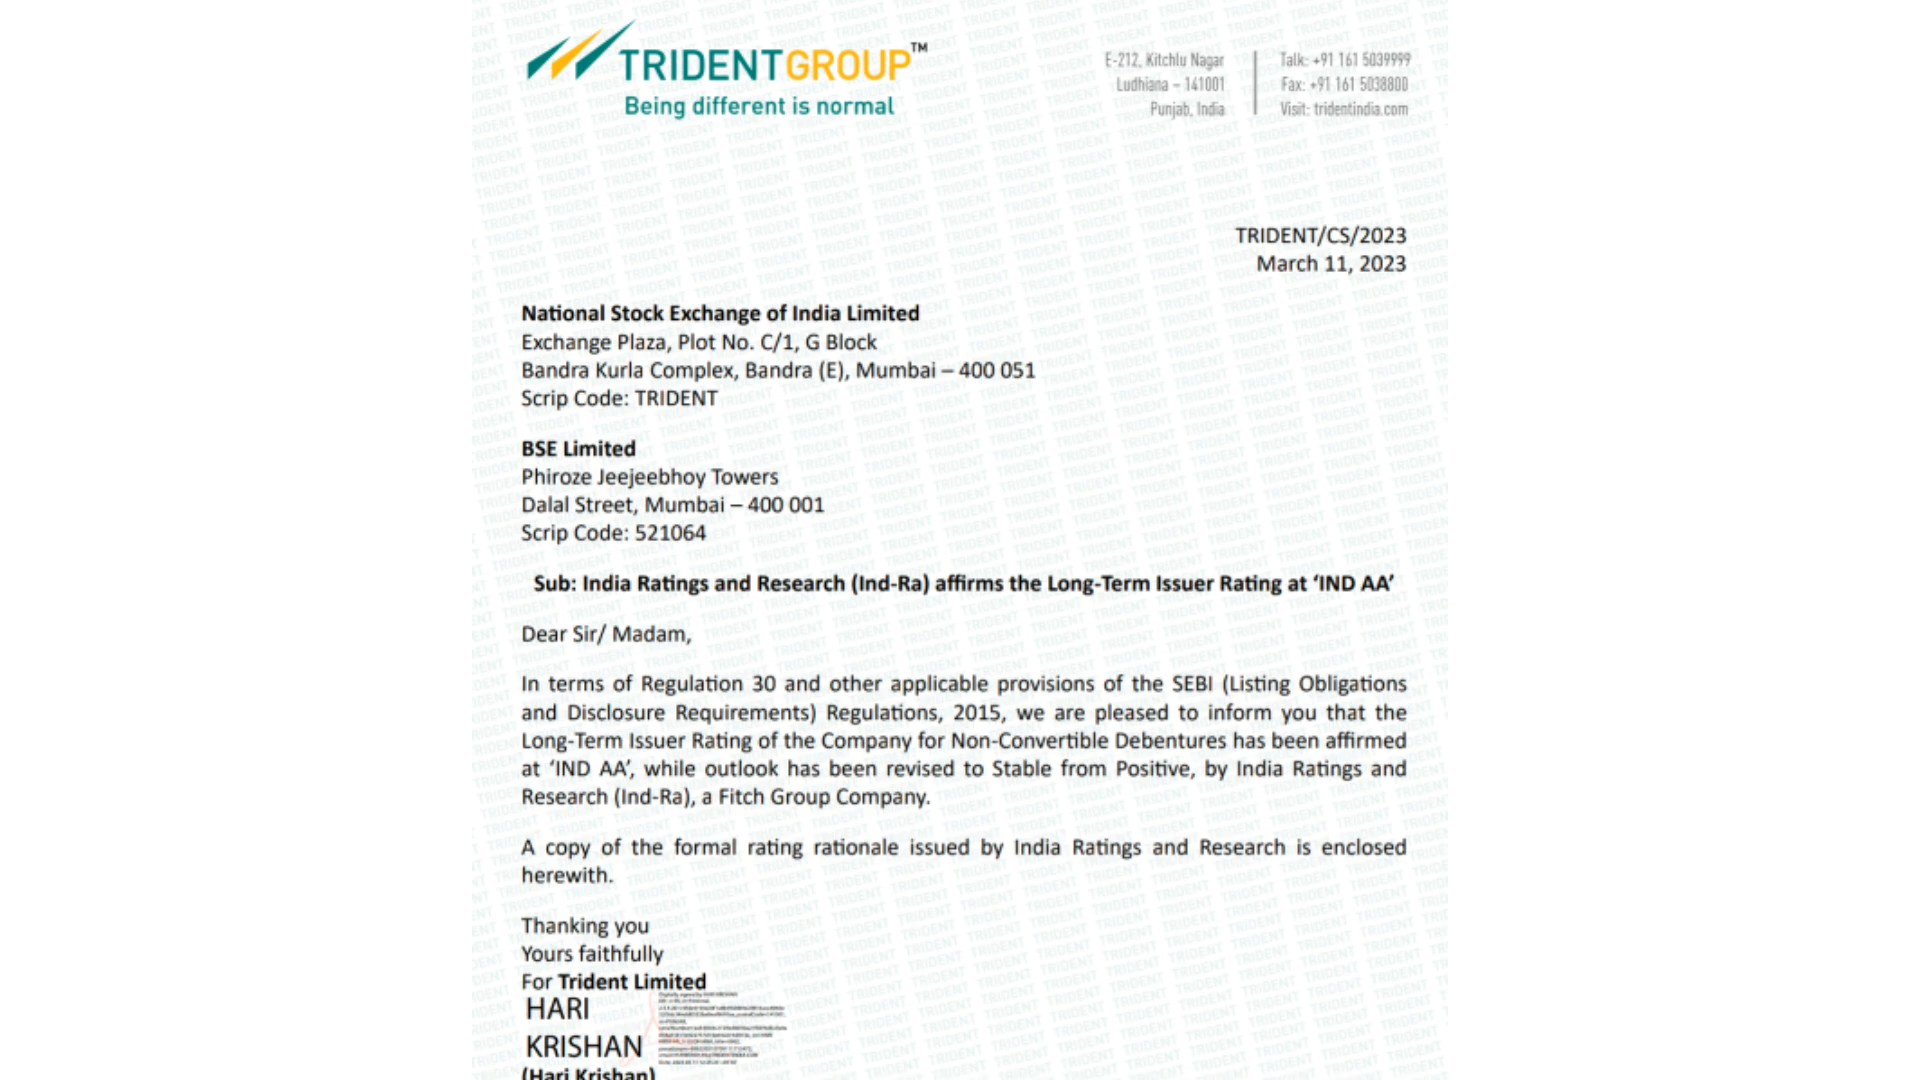 TRIDENTGROUP™
Being different is normal
E-212, Kitchlu Nagar
Ludhiana – 141001
Punjab, India
Talk: +91 161 5039999
Fax: +91 161 5038800
Visit: tridentindia.com
TRIDENT/CS/2023
March 11, 2023
National Stock Exchange of India Limited
Exchange Plaza, Plot No. C/1, G Block
Bandra Kurla Complex, Bandra (E), Mumbai – 400 051
Scrip Code: TRIDENT
BSE Limited
Phiroze Jeejeebhoy Towers
Dalal Street, Mumbai – 400 001
Scrip Code: 521064
Sub: India Ratings and Research (Ind-Ra) affirms the Long-Term Issuer Rating at ‘IND AA’
Dear Sir/ Madam,
In terms of Regulation 30 and other applicable provisions of the SEBI (Listing Obligations
and Disclosure Requirements) Regulations, 2015, we are pleased to inform you that the
Long-Term Issuer Rating of the Company for Non-Convertible Debentures has been affirmed
at ‘IND AA’, while outlook has been revised to Stable from Positive, by India Ratings and
Research (Ind-Ra), a Fitch Group Company.
A copy of the formal rating rationale issued by India Ratings and Research is enclosed
herewith.
Thanking you
Yours faithfully
For Trident Limited
HARI
KRISHAN
(Hari Krishan)